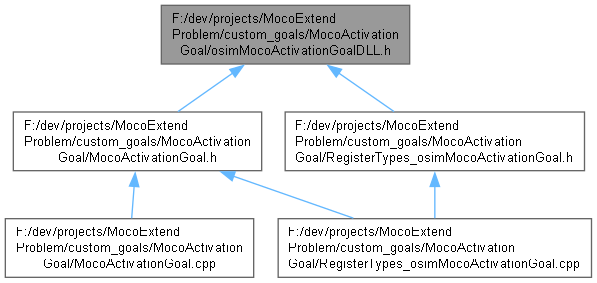 F:/dev/projects/MocoExtend
Problem/custom_goals/MocoActivation
Goal/osimMocoActivationGoalDLL.h
F:/dev/projects/MocoExtend
Problem/custom_goals/MocoActivation
Goal/MocoActivationGoal.h
F:/dev/projects/MocoExtend
Problem/custom_goals/MocoActivation
Goal/RegisterTypes_osimMocoActivationGoal.h
F:/dev/projects/MocoExtend
Problem/custom_goals/MocoActivation
Goal/MocoActivationGoal.cpp
F:/dev/projects/MocoExtend
Problem/custom_goals/MocoActivation
Goal/RegisterTypes_osimMocoActivationGoal.cpp